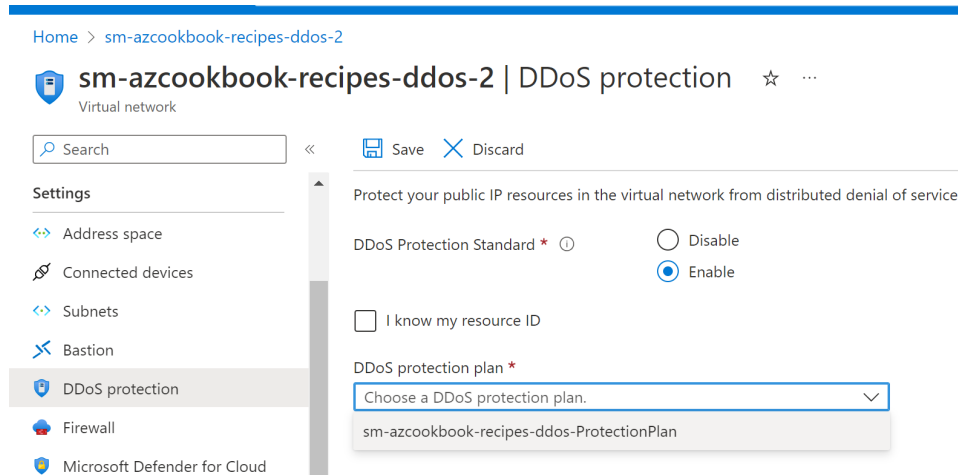 Home > sm-azcookbook-recipes-ddos-2
sm-azcookbook-recipes-ddos-2 | DDoS protection
Virtual network
Search
Save
Discard
Settings
Address space
Connected devices
Subnets
Bastion
DDoS protection
Firewall
Microsoft Defender for Cloud
Protect your public IP resources in the virtual network from distributed denial of service
DDoS Protection Standard *
Disable
Enable
I know my resource ID
DDoS protection plan *
Choose a DDoS protection plan.
sm-azcookbook-recipes-ddos-ProtectionPlan